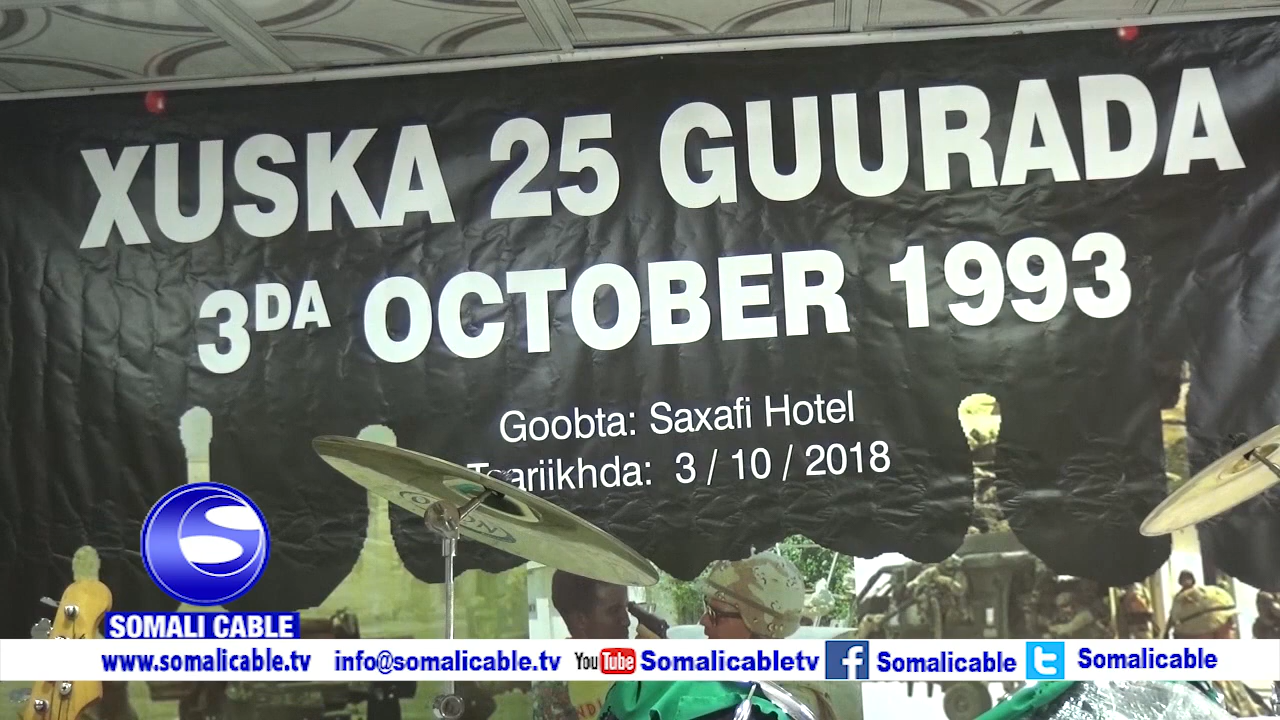 XUSKA 25 GUURADA
3DA OCTOBER 1993
Goobta: Saxafi Hotel
Taariikhda: 3 / 10 / 2018
SOMALI CABLE
www.somalicable.tv info@somalicable.tv YouTube Somalicabletv f Somalicable t Somalicable